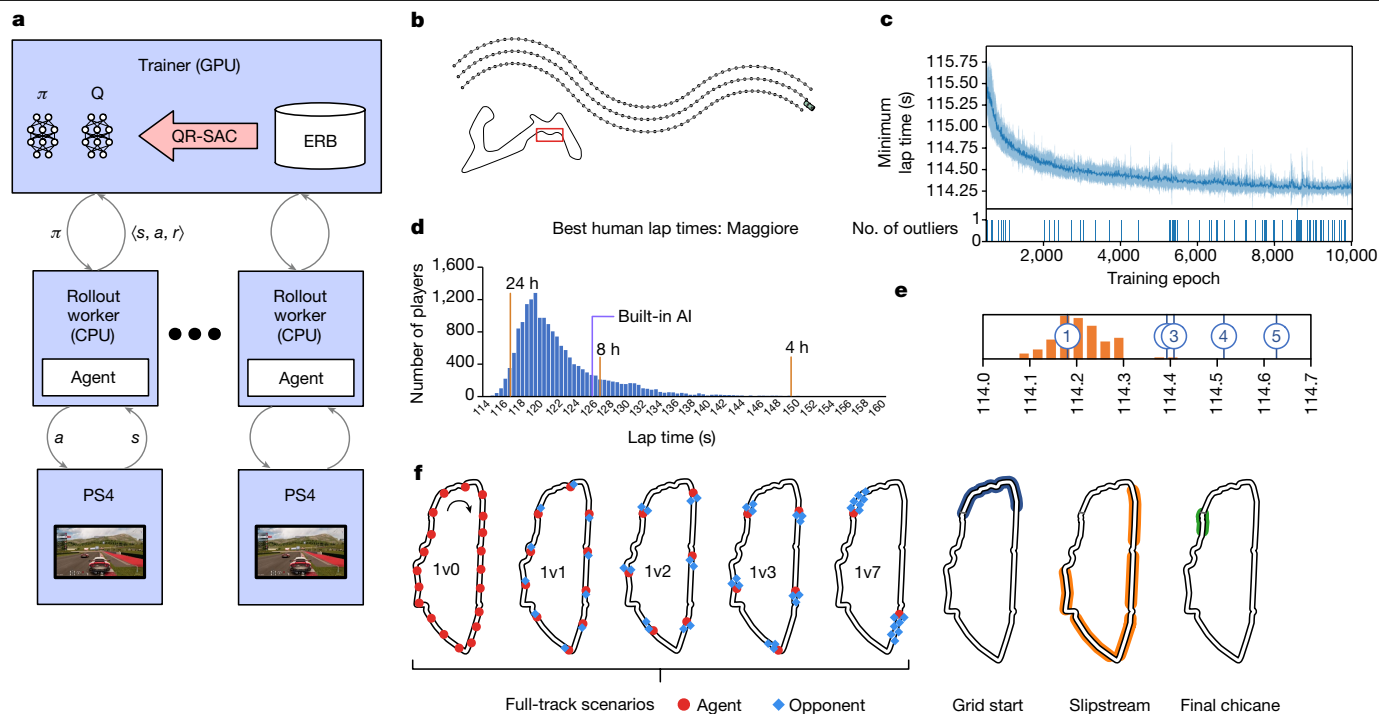 a
Trainer (GPU)
π
Q
QR-SAC
ERB
π
⟨s, a, r⟩
Rollout
worker
(CPU)
Agent
Rollout
worker
(CPU)
Agent
a
s
PS4
PS4
b
c
Minimum
lap time (s)
115.75
115.50
115.25
115.00
114.75
114.50
114.25
No. of outliers
1
0
2,000
4,000
6,000
8,000
10,000
Training epoch
d
Best human lap times: Maggiore
Number of players
1,600
1,200
800
400
0
24 h
Built-in AI
8 h
4 h
114
116
118
120
122
124
126
128
130
132
134
136
138
140
142
144
146
148
150
152
154
156
158
160
Lap time (s)
e
1
3
4
5
114.0
114.1
114.2
114.3
114.4
114.5
114.6
114.7
f
1v0
1v1
1v2
1v3
1v7
Full-track scenarios
Agent
Opponent
Grid start
Slipstream
Final chicane